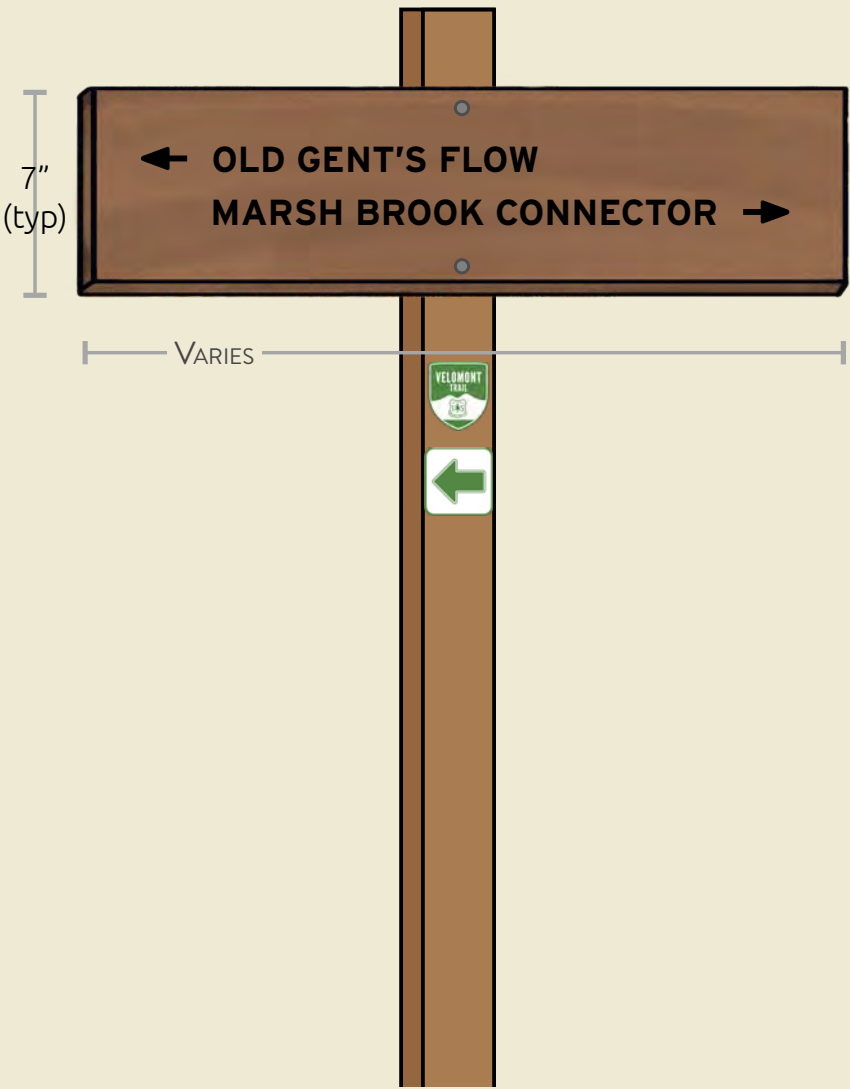 ← OLD GENT'S FLOW
MARSH BROOK CONNECTOR →
7"
(typ)
VARIES
VELOMONT
TRAIL